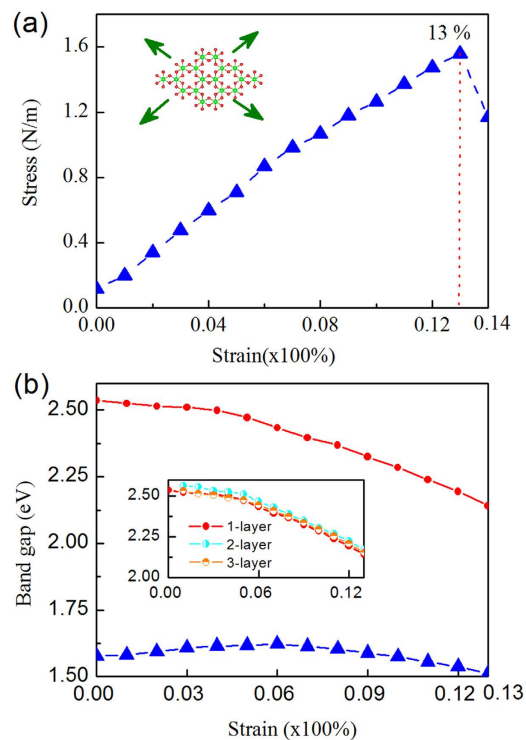 (a)
13 %
1.6
1.2
0.8
0.4
0.0
Stress (N/m)
0.00 0.04 0.08 0.12 0.14
Strain(x100%)
(b)
2.50
2.25
2.00
1.75
1.50
Band gap (eV)
2.50
2.25
2.00
1-layer
2-layer
3-layer
0.00 0.06 0.12
0.00 0.03 0.06 0.09 0.12 0.13
Strain (x100%)